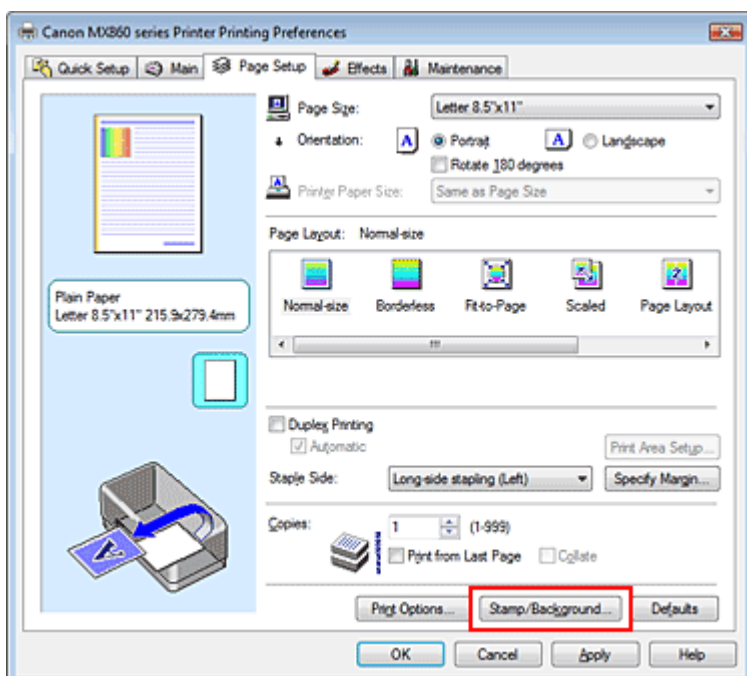 Canon MX860 series Printer Printing Preferences
Quick Setup Main Page Setup Effects Maintenance
Page Size: Letter 8.5"x11"
Orientation: A Portrait A Landscape
Rotate 180 degrees
Printer Paper Size: Same as Page Size
Page Layout: Normal-size
Normal-size Borderless Fit-to-Page Scaled Page Layout
Plain Paper
Letter 8.5"x11" 215.9x279.4mm
Duplex Printing
Automatic
Print Area Setup...
Staple Side: Long-side stapling (Left) Specify Margin...
Copies: 1 (1-999)
Print from Last Page Collate
Print Options... Stamp/Background... Defaults
OK Cancel Apply Help